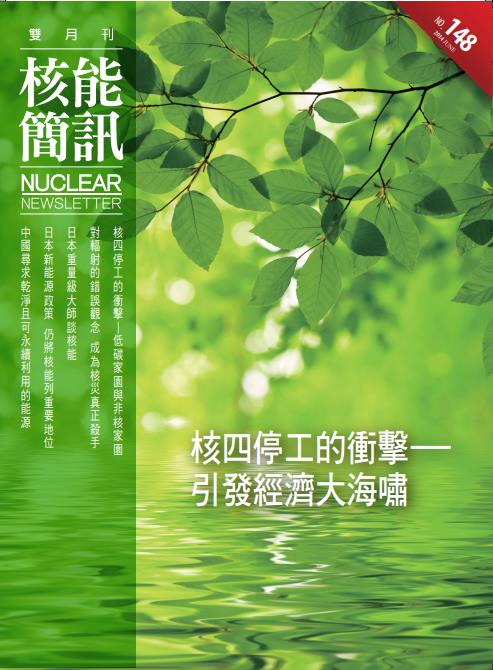 雙月刊
核能
簡訊
NUCLEAR
NEWSLETTER
NO. 148
2014 JUNE
核四停工的衝擊—低碳家園與非核家園
對輻射的錯誤觀念 成為核災真正殺手
日本重量級大師談核能
日本新能源政策 仍將核能列重要地位
中國尋求乾淨且可永續利用的能源
核四停工的衝擊──
引發經濟大海嘯